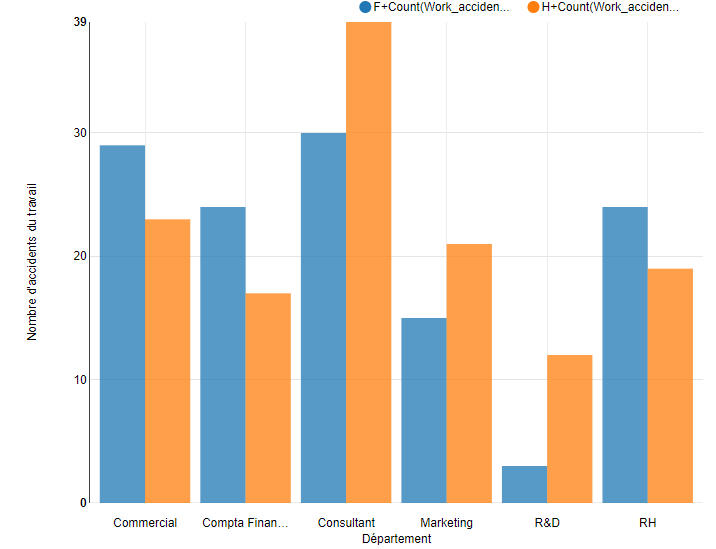 F+Count(Work_acciden... H+Count(Work_acciden...
39
30
20
10
0
Nombre d'accidents du travail
Commercial Compta Finan... Consultant Marketing R&D RH
Département